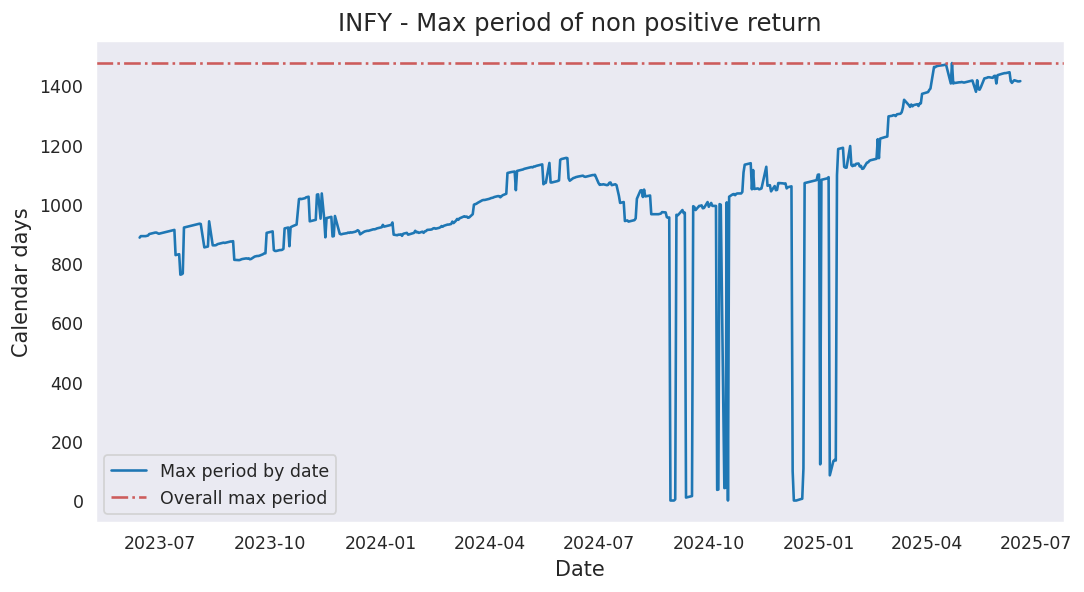 INFY - Max period of non positive return
Calendar days
1400
1200
1000
800
600
400
200
0
Max period by date
Overall max period
2023-07 2023-10 2024-01 2024-04 2024-07 2024-10 2025-01 2025-04 2025-07
Date